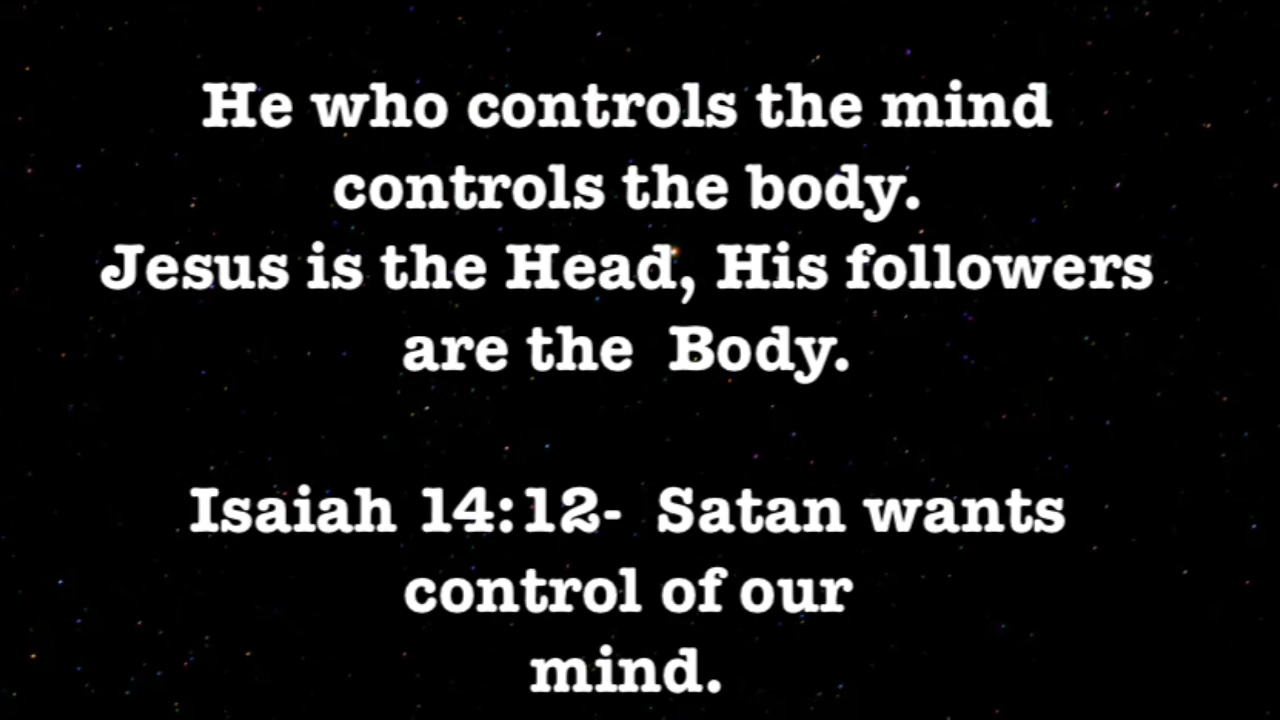 He who controls the mind
controls the body.
Jesus is the Head, His followers
are the  Body.
Isaiah 14:12-  Satan wants
control of our
mind.